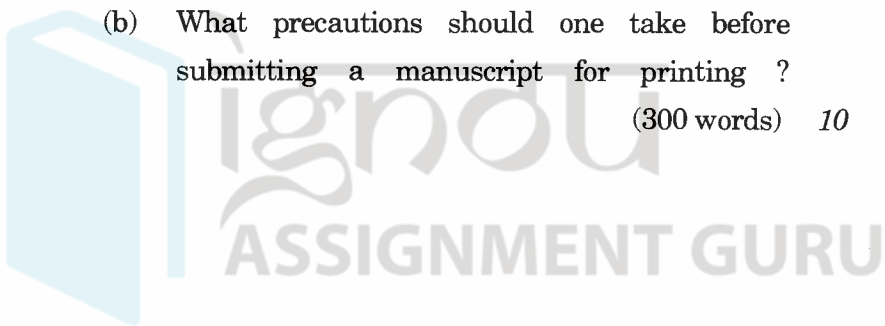 (b) What precautions should one take before
submitting a manuscript for printing ?
(300 words) 10
ignou
ASSIGNMENT GURU